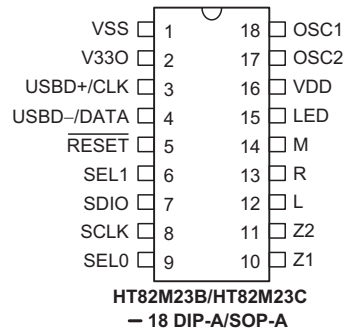 VSS 1 18 OSC1
V33O 2 17 OSC2
USBD+/CLK 3 16 VDD
USBD−/DATA 4 15 LED
RESET 5 14 M
SEL1 6 13 R
SDIO 7 12 L
SCLK 8 11 Z2
SEL0 9 10 Z1
HT82M23B/HT82M23C
− 18 DIP-A/SOP-A